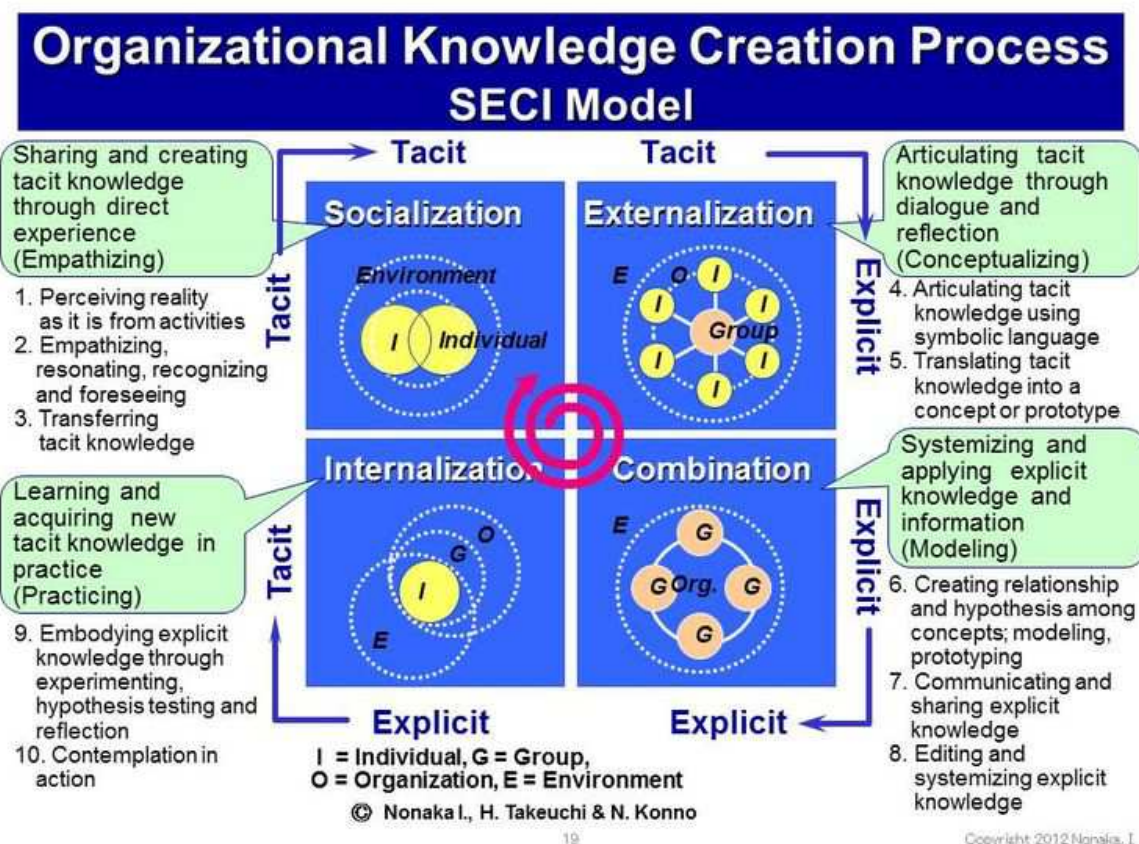 Organizational Knowledge Creation Process
SECI Model
Sharing and creating
tacit knowledge
through direct
experience
(Empathizing)
1. Perceiving reality
as it is from activities
2. Empathizing,
resonating, recognizing
and foreseeing
3. Transferring
tacit knowledge
Tacit
Tacit
Tacit
Explicit
Socialization
Environment
I
Individual
Externalization
E
O
I
I
I
Group
I
I
I
Articulating tacit
knowledge through
dialogue and
reflection
(Conceptualizing)
4. Articulating tacit
knowledge using
symbolic language
5. Translating tacit
knowledge into a
concept or prototype
Learning and
acquiring new
tacit knowledge in
practice
(Practicing)
9. Embodying explicit
knowledge through
experimenting,
hypothesis testing and
reflection
10. Contemplation in
action
Tacit
Explicit
Internalization
O
G
I
E
Combination
E
G
G
Org.
G
G
Explicit
Explicit
Systemizing and
applying explicit
knowledge and
information
(Modeling)
6. Creating relationship
and hypothesis among
concepts; modeling,
prototyping
7. Communicating and
sharing explicit
knowledge
8. Editing and
systemizing explicit
knowledge
I = Individual, G = Group,
O = Organization, E = Environment
© Nonaka I., H. Takeuchi & N. Konno
19
Copyright 2012 Nonaka, I.